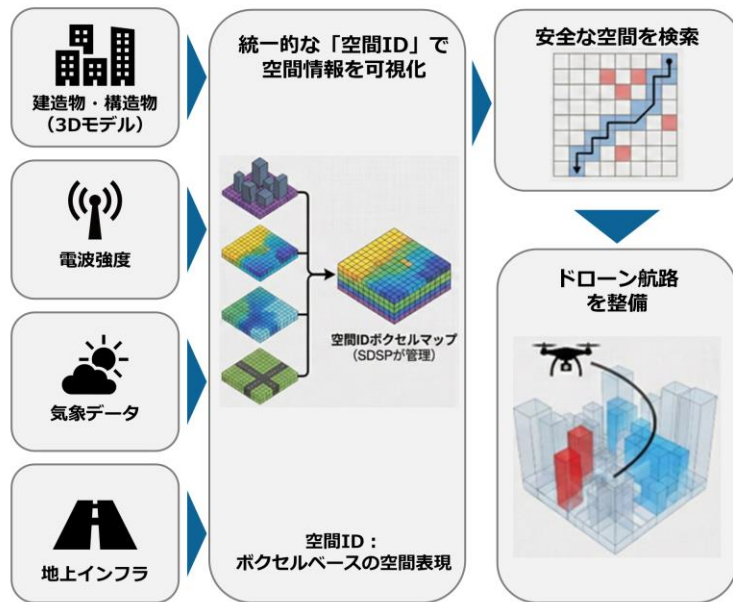 建造物・構造物
（3Dモデル）
電波強度
気象データ
地上インフラ
統一的な「空間ID」で
空間情報を可視化
空間IDボクセルマップ
（SDSPが管理）
空間ID：
ボクセルベースの空間表現
安全な空間を検索
ドローン航路
を整備